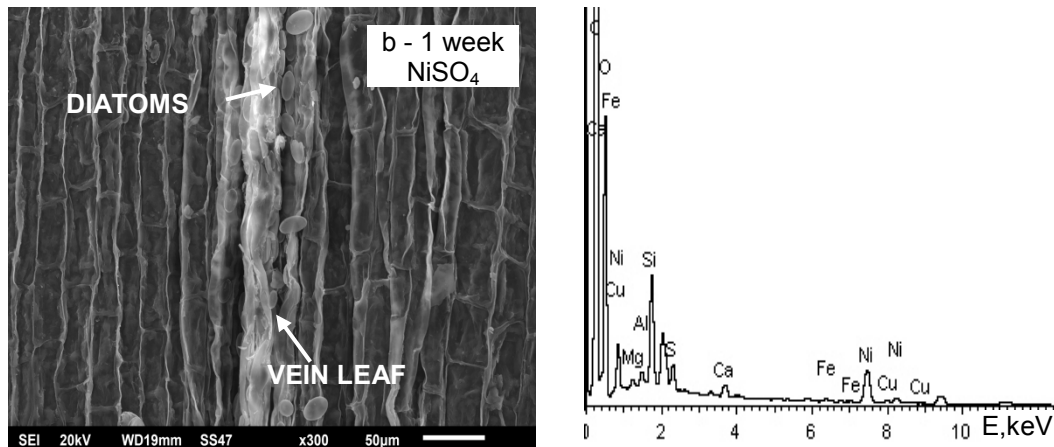 b - 1 week
NiSO₄
DIATOMS
VEIN LEAF
SEI 20kV WD19mm SS47 x300 50µm
O
Fe
Ca
Ni
Cu
Si
Al
Mg
S
Ca
Fe
Fe
Ni
Cu
Ni
Cu
0 2 4 6 8 10 E,keV